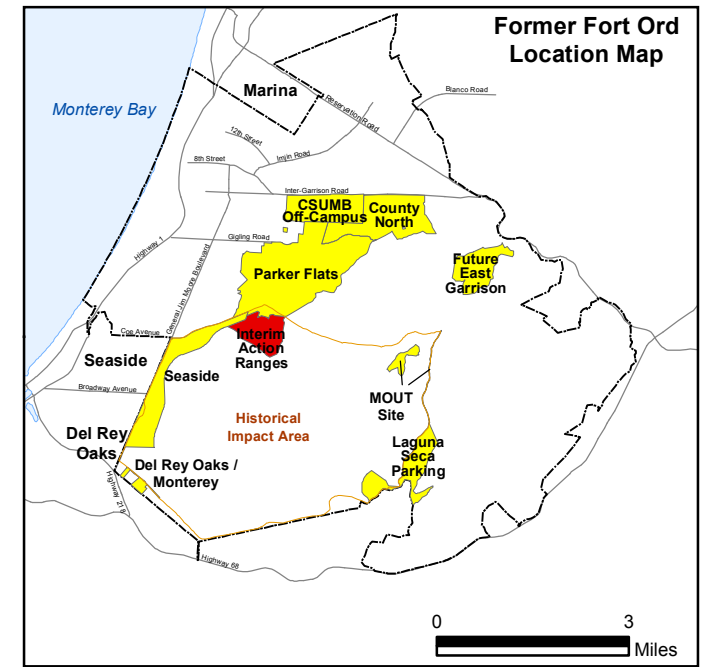 Former Fort Ord
Location Map
Marina
Blanco Road
Monterey Bay
Reservation Road
12th Street
8th Street
Imjin Road
Inter-Garrison Road
CSUMB
Off-Campus
County
North
Highway 1
Gigling Road
General Jim Moore Boulevard
Parker Flats
Future
East
Garrison
Coe Avenue
Interim
Action
Ranges
Seaside
Seaside
Broadway Avenue
MOUT
Site
Historical
Impact Area
Del Rey
Oaks
Laguna
Seca
Parking
Del Rey Oaks /
Monterey
Highway 218
Highway 68
0 3
Miles